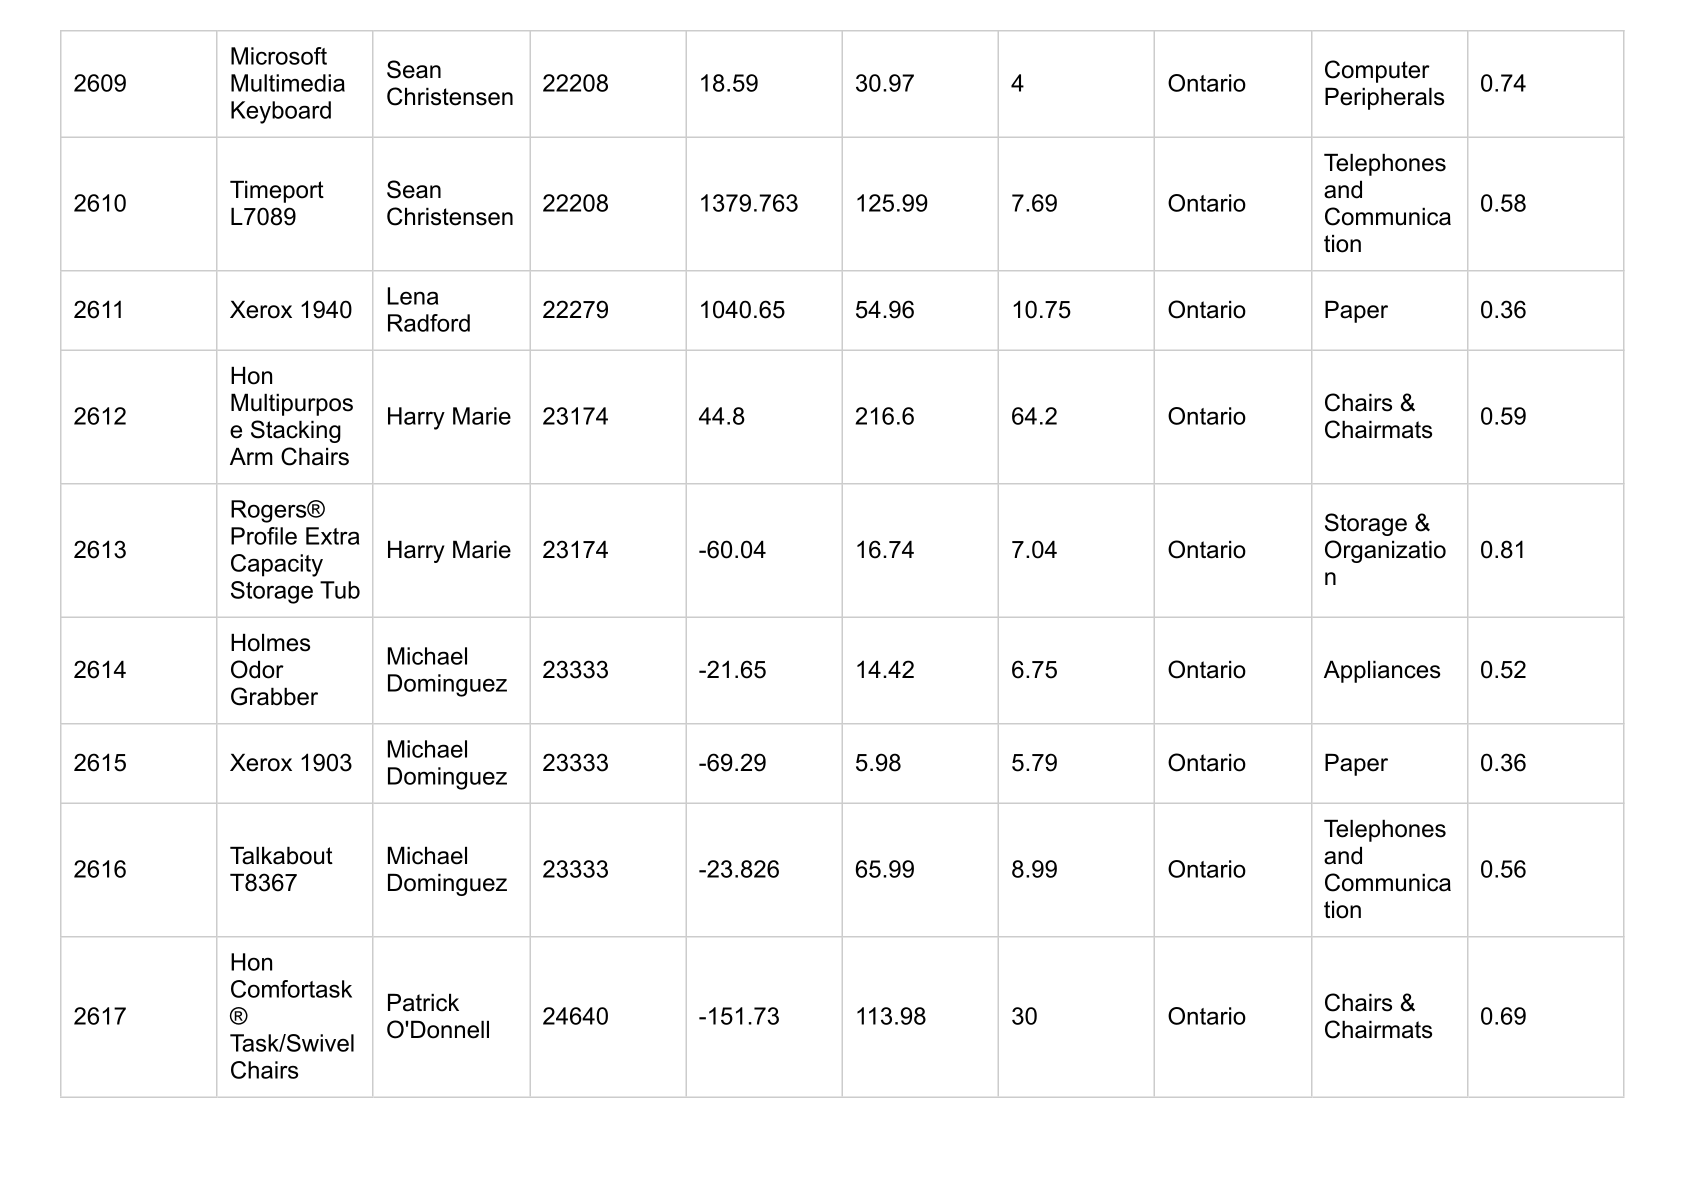 2609 Microsoft Multimedia Keyboard Sean Christensen 22208 18.59 30.97 4 Ontario Computer Peripherals 0.74
2610 Timeport L7089 Sean Christensen 22208 1379.763 125.99 7.69 Ontario Telephones and Communication 0.58
2611 Xerox 1940 Lena Radford 22279 1040.65 54.96 10.75 Ontario Paper 0.36
2612 Hon Multipurpose Stacking Arm Chairs Harry Marie 23174 44.8 216.6 64.2 Ontario Chairs & Chairmats 0.59
2613 Rogers® Profile Extra Capacity Storage Tub Harry Marie 23174 -60.04 16.74 7.04 Ontario Storage & Organization 0.81
2614 Holmes Odor Grabber Michael Dominguez 23333 -21.65 14.42 6.75 Ontario Appliances 0.52
2615 Xerox 1903 Michael Dominguez 23333 -69.29 5.98 5.79 Ontario Paper 0.36
2616 Talkabout T8367 Michael Dominguez 23333 -23.826 65.99 8.99 Ontario Telephones and Communication 0.56
2617 Hon Comfortask® Task/Swivel Chairs Patrick O'Donnell 24640 -151.73 113.98 30 Ontario Chairs & Chairmats 0.69